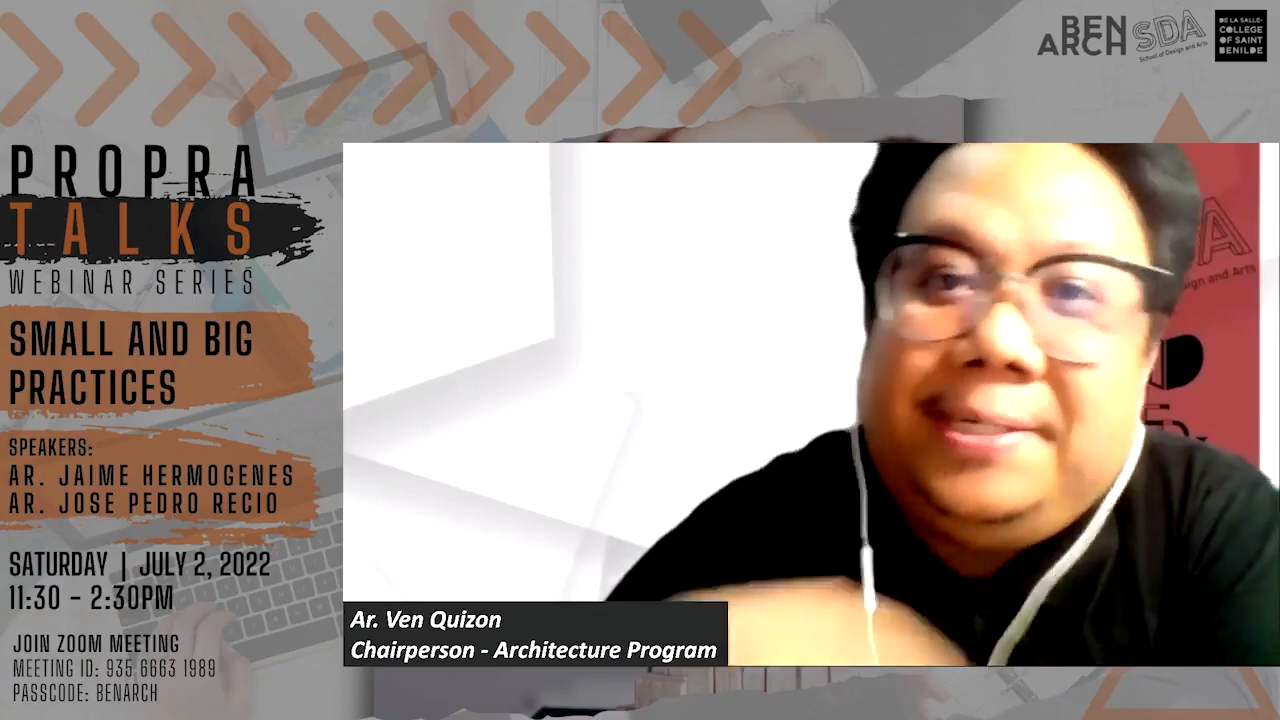 BEN
ARCH
SDA
School of Design and Arts
DE LA SALLE-
COLLEGE
OF SAINT
BENILDE
PROPRA
TALKS
WEBINAR SERIES
SMALL AND BIG
PRACTICES
SPEAKERS:
AR. JAIME HERMOGENES
AR. JOSE PEDRO RECIO
SATURDAY | JULY 2, 2022
11:30 - 2:30PM
JOIN ZOOM MEETING
MEETING ID: 935 6663 1989
PASSCODE: BENARCH
Ar. Ven Quizon
Chairperson - Architecture Program
and Arts